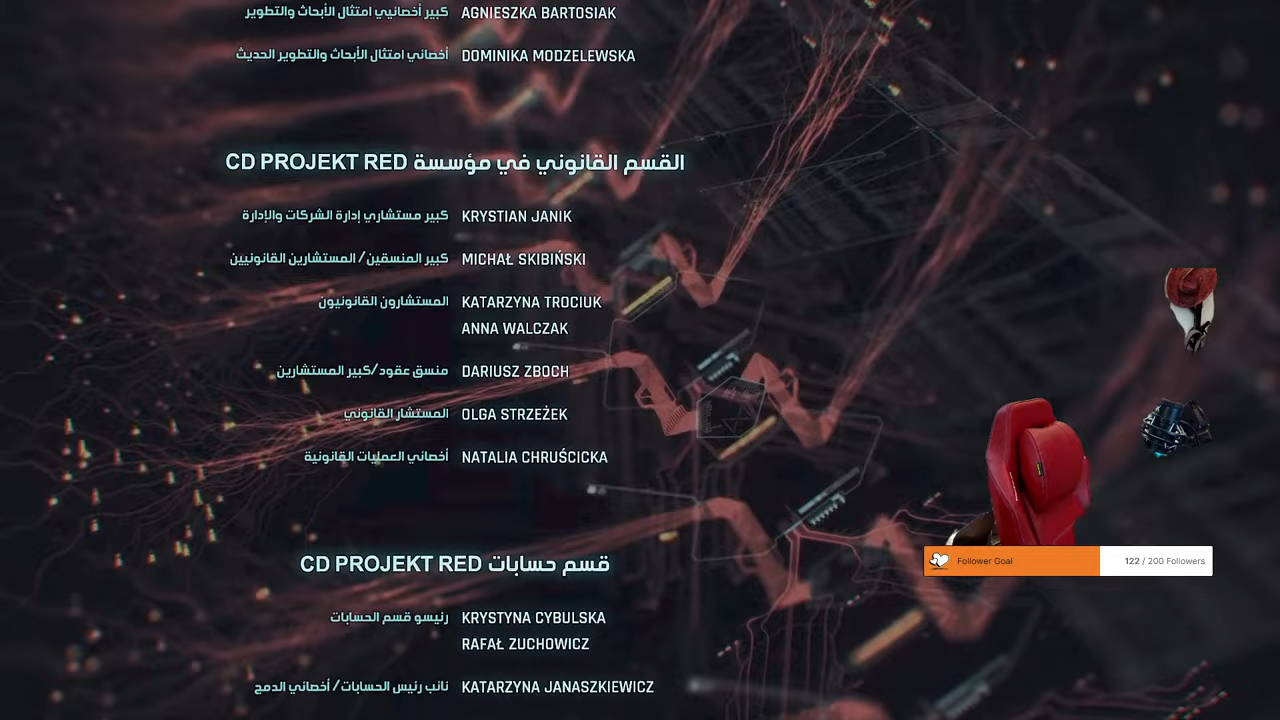 كبير أخصائيي امتثال الأبحاث والتطوير AGNIESZKA BARTOSIAK
أخصائي امتثال الأبحاث والتطوير الحديث DOMINIKA MODZELEWSKA
القسم القانوني في مؤسسة CD PROJEKT RED
كبير مستشاري إدارة الشركات والإدارة KRYSTIAN JANIK
كبير المنسقين/ المستشارين القانونيين MICHAŁ SKIBIŃSKI
المستشارون القانونيون KATARZYNA TROCIUK
ANNA WALCZAK
منسق عقود/كبير المستشارين DARIUSZ ZBOCH
المستشار القانوني OLGA STRZEŻEK
أخصائي العمليات القانونية NATALIA CHRUŚCICKA
Follower Goal 122 / 200 Followers
قسم حسابات CD PROJEKT RED
رئيسو قسم الحسابات KRYSTYNA CYBULSKA
RAFAŁ ZUCHOWICZ
نائب رئيس الحسابات/ أخصائي الدمج KATARZYNA JANASZKIEWICZ